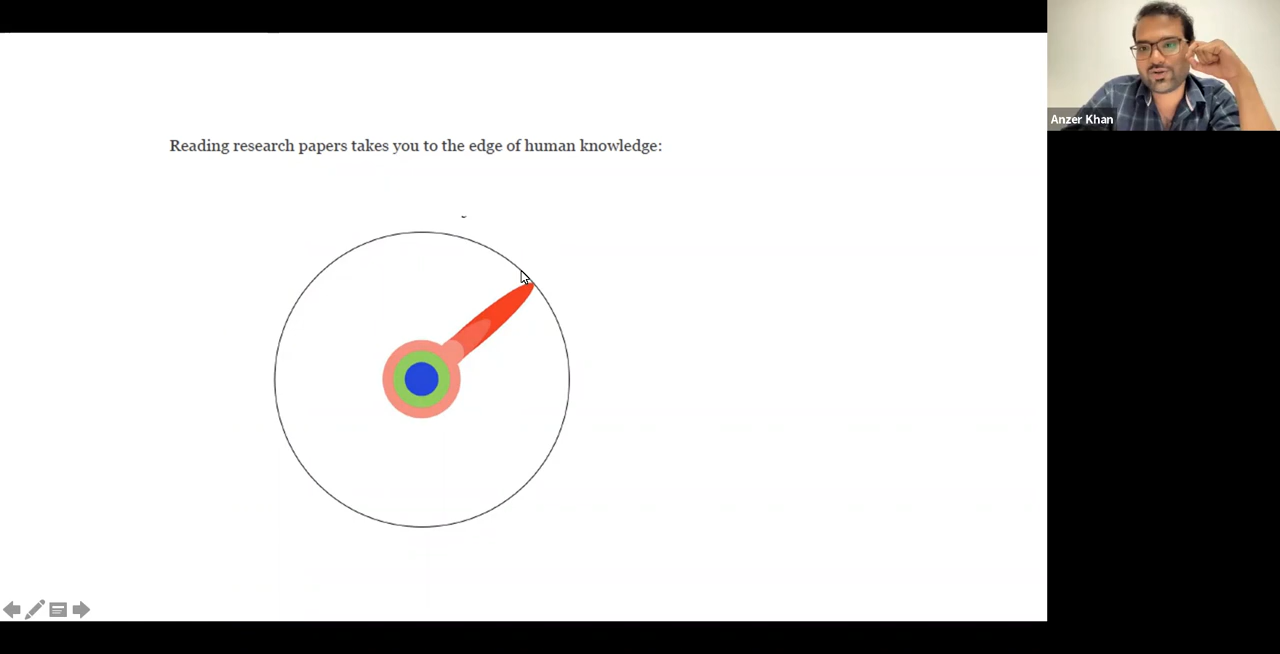 Reading research papers takes you to the edge of human knowledge:
Anzer Khan